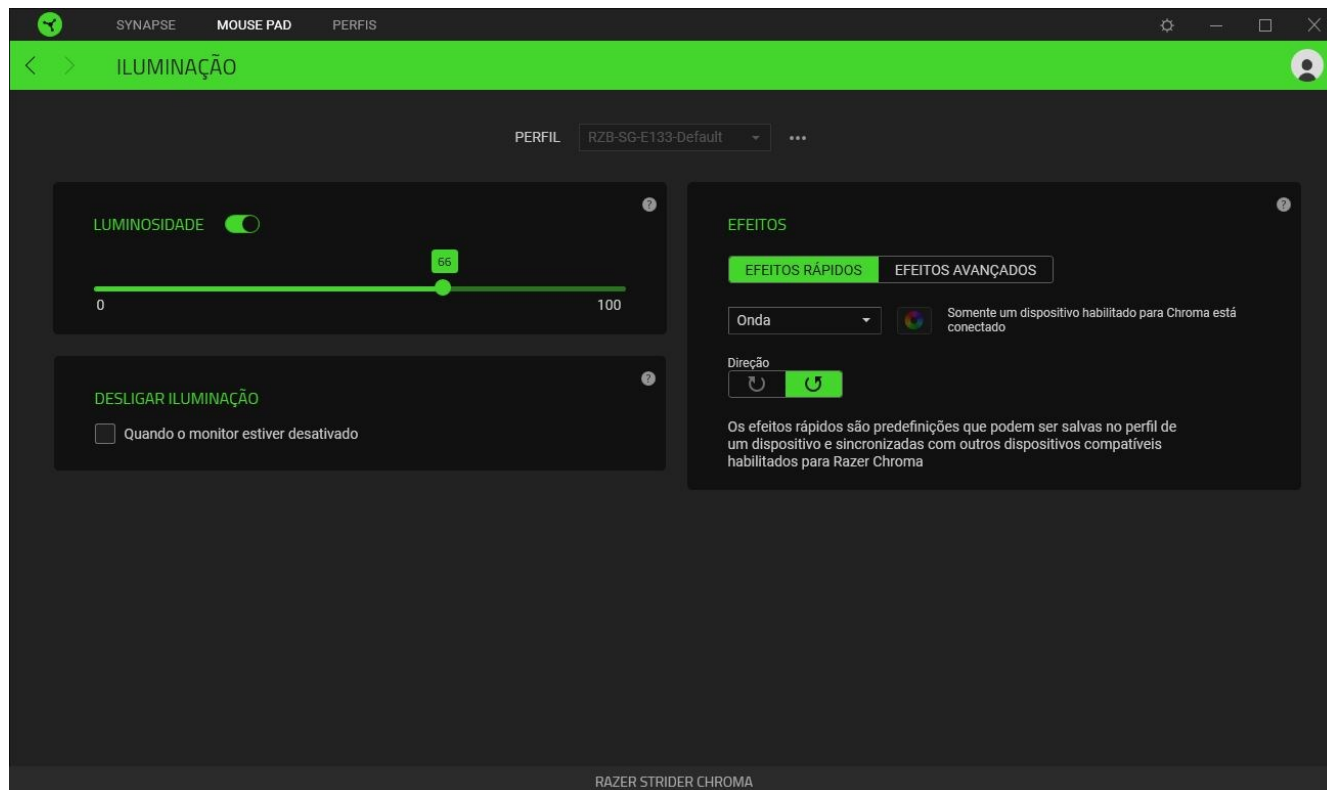 SYNAPSE MOUSE PAD PERFIS
ILUMINAÇÃO
PERFIL RZB-SG-E133-Default
LUMINOSIDADE
66
0 100
DESLIGAR ILUMINAÇÃO
Quando o monitor estiver desativado
EFEITOS
EFEITOS RÁPIDOS EFEITOS AVANÇADOS
Onda
Somente um dispositivo habilitado para Chroma está
conectado
Direção
Os efeitos rápidos são predefinições que podem ser salvas no perfil de
um dispositivo e sincronizadas com outros dispositivos compatíveis
habilitados para Razer Chroma
RAZER STRIDER CHROMA